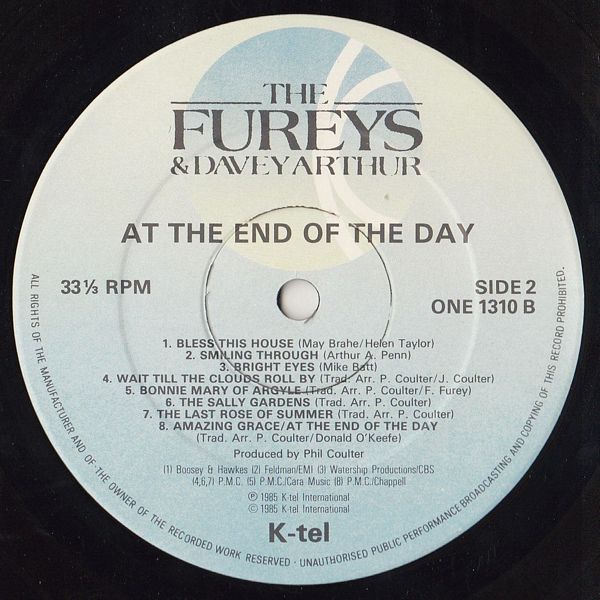 THE
FUREYS
& DAVEY ARTHUR
AT THE END OF THE DAY
33⅓ RPM
SIDE 2
ONE 1310 B
1. BLESS THIS HOUSE (May Brahe/Helen Taylor)
2. SMILING THROUGH (Arthur A. Penn)
3. BRIGHT EYES (Mike Batt)
4. WAIT TILL THE CLOUDS ROLL BY (Trad. Arr. P. Coulter/J. Coulter)
5. BONNIE MARY OF ARGYLE (Trad. Arr. P. Coulter/F. Furey)
6. THE SALLY GARDENS (Trad. Arr. P. Coulter)
7. THE LAST ROSE OF SUMMER (Trad. Arr. P. Coulter)
8. AMAZING GRACE/AT THE END OF THE DAY
(Trad. Arr. P. Coulter/Donald O'Keefe)
Produced by Phil Coulter
(1) Boosey & Hawkes (2) Feldman/EMI (3) Watership Productions/CBS
(4,6,7) P.M.C. (5) P.M.C./Cara Music (8) P.M.C./Chappell
℗ 1985 K-tel International
© 1985 K-tel International
K-tel
ALL RIGHTS OF THE MANUFACTURER AND OF THE OWNER OF THE RECORDED WORK RESERVED · UNAUTHORISED PUBLIC PERFORMANCE BROADCASTING AND COPYING OF THIS RECORD PROHIBITED.